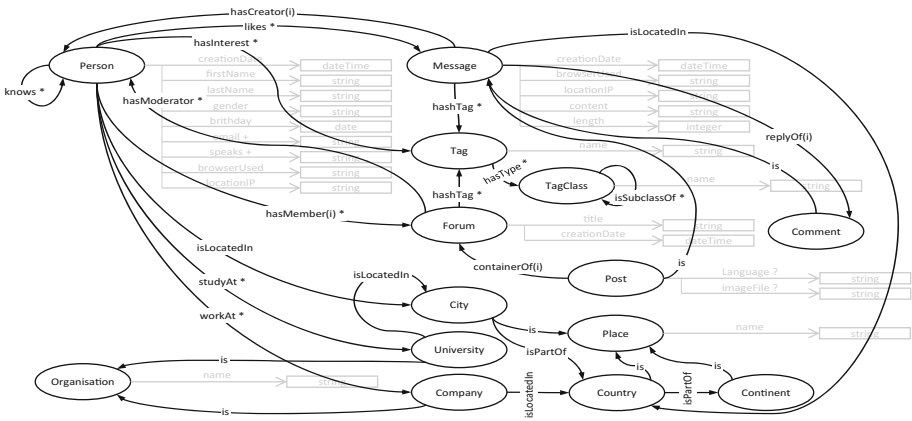 hasCreator(i)
likes *
isLocatedIn
hasInterest *
Person
creationDate
dateTime
Message
creationDate
dateTime
firstName
string
browserUsed
string
knows *
lastName
string
locationIP
string
hasModerator *
gender
string
hashTag *
content
string
brithday
date
length
integer
replyOf(i)
email +
string
Tag
name
string
is
speaks +
string
hasType *
browserUsed
string
TagClass
name
string
locationIP
string
hashTag *
isSubclassOf *
hasMember(i) *
Forum
title
string
Comment
creationDate
dateTime
isLocatedIn
containerOf(i)
is
studyAt *
isLocatedIn
Post
Language ?
string
imageFile ?
string
workAt *
City
is
Place
name
string
University
isPartOf
is
is
is
Organisation
name
string
Company
isLocatedIn
Country
isPartOf
Continent
is